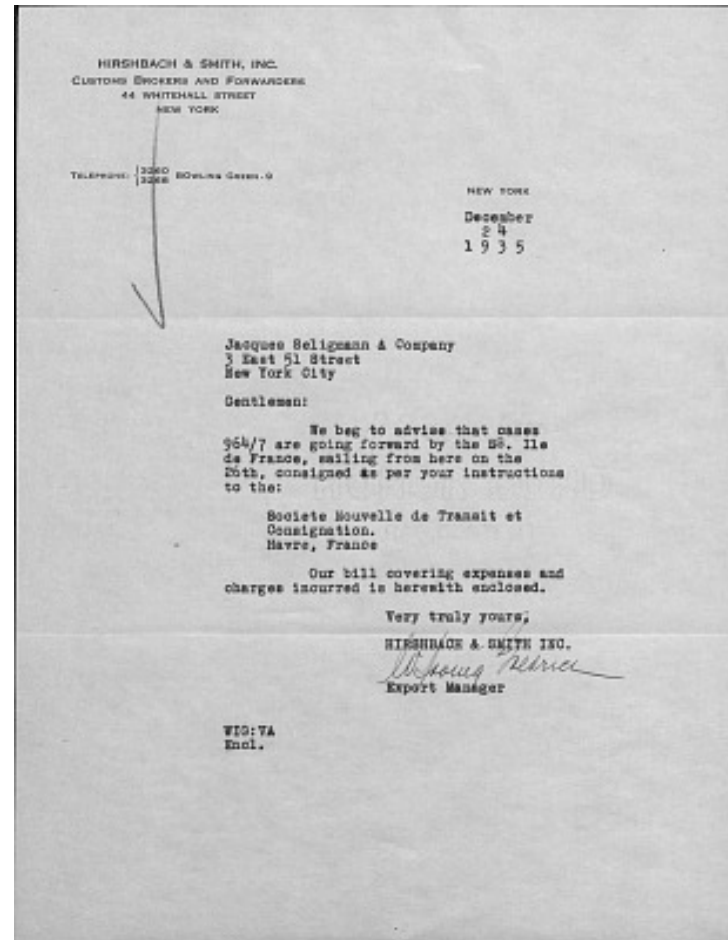 HIRSHBACH & SMITH, INC.
CUSTOMS BROKERS AND FORWARDERS
44 WHITEHALL STREET
NEW YORK
TELEPHONE: {3260 3268 BOWLING GREEN-9
NEW YORK
December
24
1935
Jacques Seligmann & Company
3 East 51 Street
New York City
Gentlemen:
We beg to advise that cases
964/7 are going forward by the SS. Ile
de France, sailing from here on the
26th, consigned as per your instructions
to the:
Societe Nouvelle de Transit et
Consignation.
Havre, France
Our bill covering expenses and
charges incurred is herewith enclosed.
Very truly yours,
HIRSHBACH & SMITH INC.
Export Manager
WIG:VA
Encl.